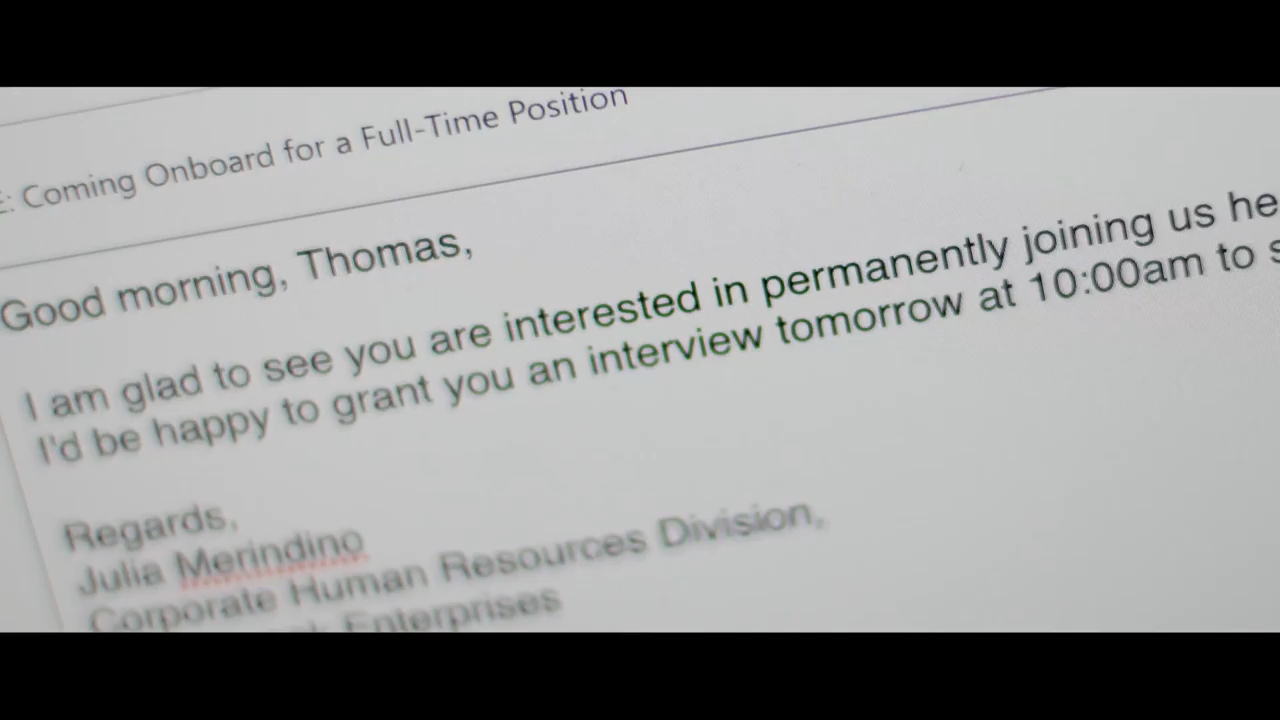 : Coming Onboard for a Full-Time Position
Good morning, Thomas,
I am glad to see you are interested in permanently joining us he
I'd be happy to grant you an interview tomorrow at 10:00am to s
Regards,
Julia Merindino
Corporate Human Resources Division,
Enterprises